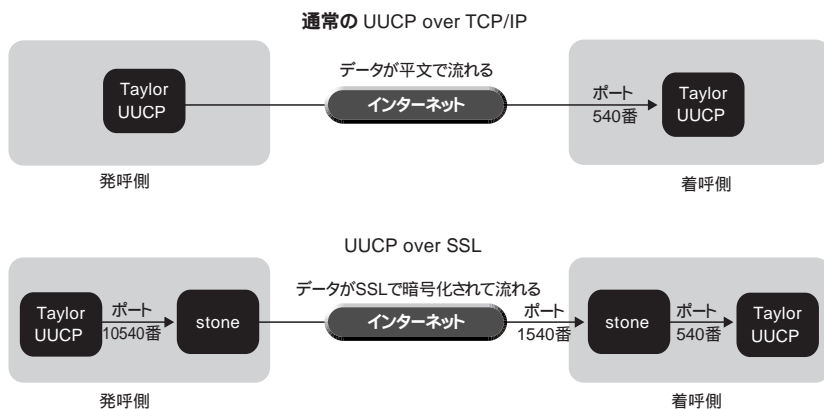 通常の UUCP over TCP/IP
データが平文で流れる
Taylor
UUCP
インターネット
ポート
540番
Taylor
UUCP
発呼側
着呼側
UUCP over SSL
データがSSLで暗号化されて流れる
Taylor
UUCP
ポート
10540番
stone
インターネット
ポート
1540番
stone
ポート
540番
Taylor
UUCP
発呼側
着呼側